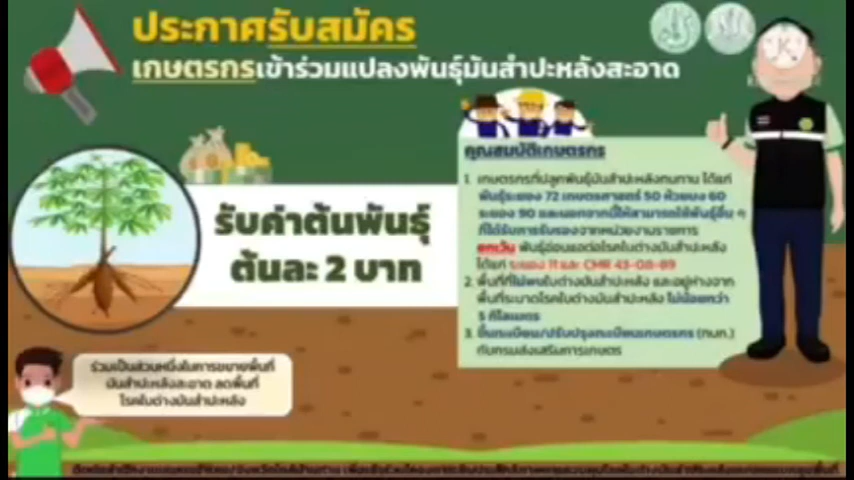 ประกาศรับสมัคร
เกษตรกรเข้าร่วมแปลงพันธุ์มันสำปะหลังสะอาด
รับค่าต้นพันธุ์
ต้นละ 2 บาท
คุณสมบัติเกษตรกร
1. เกษตรกรที่ปลูกพันธุ์มันสำปะหลังทนทาน ได้แก่
พันธุ์ระยอง 72 เกษตรศาสตร์ 50 ห้วยบง 60
ระยอง 90 และนอกจากนี้ให้สามารถใช้พันธุ์อื่น ๆ
ที่ได้รับการรับรองจากหน่วยงานราชการ
ยกเว้น พันธุ์อ่อนแอต่อโรคใบด่างมันสำปะหลัง
ได้แก่ ระยอง 11 และ CMR 43-08-89
2. พื้นที่ที่ไม่พบใบด่างมันสำปะหลัง และอยู่ห่างจาก
พื้นที่ระบาดโรคใบด่างมันสำปะหลัง ไม่น้อยกว่า
5 กิโลเมตร
3. ขึ้นทะเบียน/ปรับปรุงทะเบียนเกษตรกร (ทบก.)
กับกรมส่งเสริมการเกษตร
ร่วมเป็นส่วนหนึ่งในการขยายพื้นที่
มันสำปะหลังสะอาด ลดพื้นที่
โรคใบด่างมันสำปะหลัง